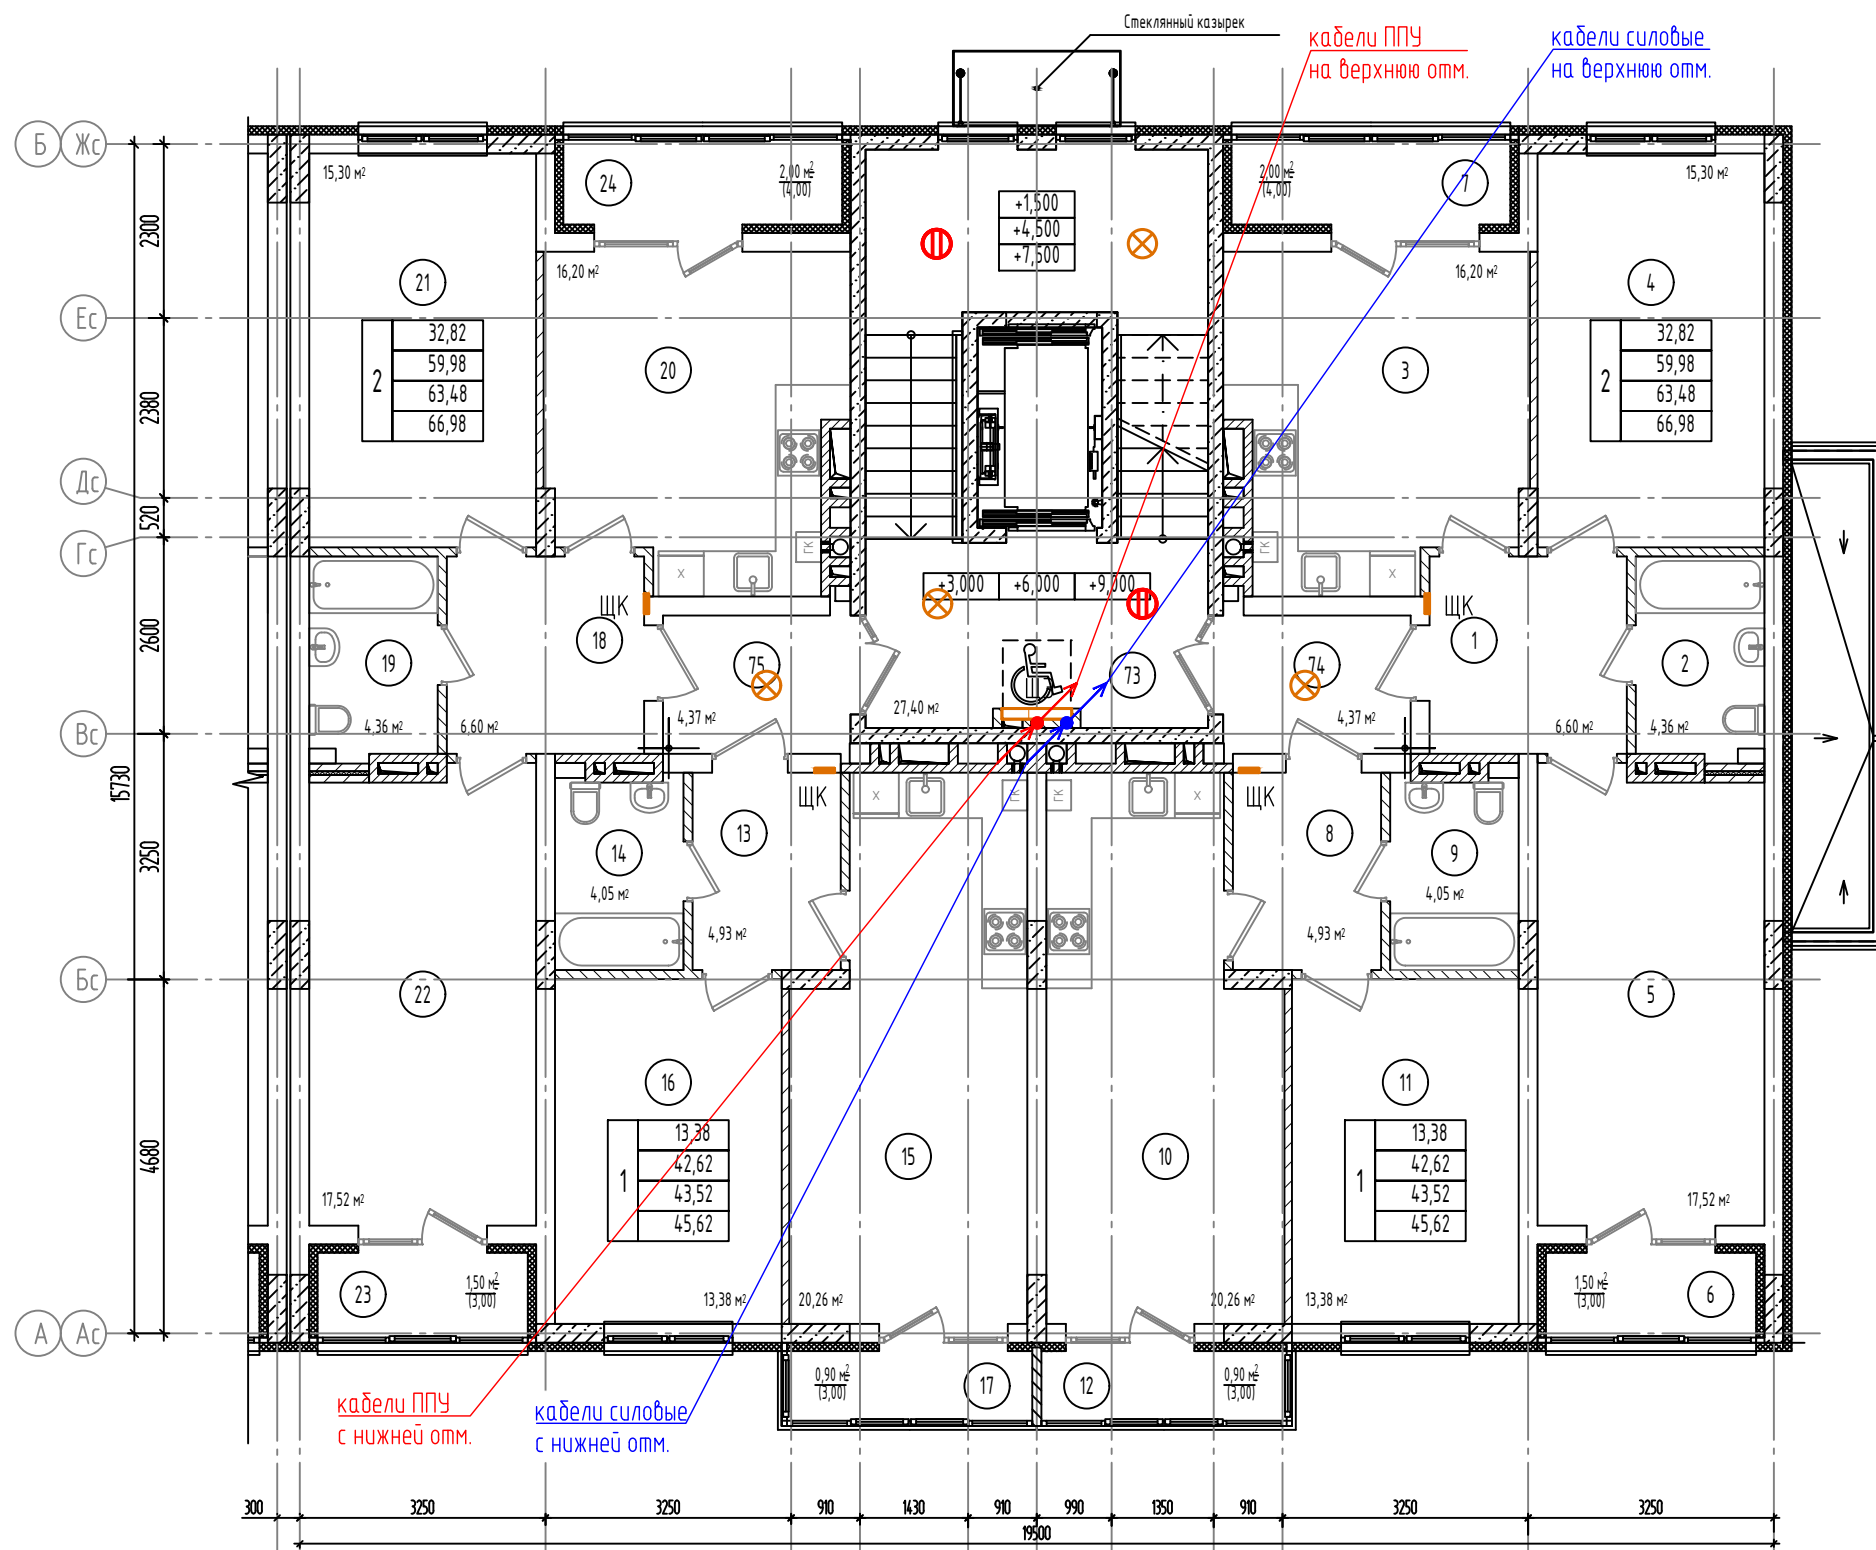 Стеклянный казырек
кабели ППУ
на верхнюю отм.
кабели силовые
на верхнюю отм.
Б
Жс
Ес
Дс
Гс
Вс
Бс
А
Ас
2300
2380
520
2600
3250
4680
15730
15,30 м²
24
2,00 м²
(4,00)
2,00 м²
(4,00)
7
15,30 м²
+1,500
+4,500
+7,500
21
16,20 м²
16,20 м²
4
2
32,82
59,98
63,48
66,98
20
3
2
32,82
59,98
63,48
66,98
ГК
ГК
X
X
+3,000
+6,000
+9,000
ЩК
ЩК
18
19
75
73
74
1
2
4,36 м²
6,60 м²
4,37 м²
27,40 м²
4,37 м²
6,60 м²
4,36 м²
X
ГК
ГК
X
ЩК
ЩК
13
14
8
9
4,05 м²
4,05 м²
4,93 м²
4,93 м²
22
5
16
11
1
13,38
42,62
43,52
45,62
15
10
1
13,38
42,62
43,52
45,62
17,52 м²
17,52 м²
23
1,50 м²
(3,00)
13,38 м²
20,26 м²
20,26 м²
13,38 м²
1,50 м²
(3,00)
6
0,90 м²
(3,00)
17
12
0,90 м²
(3,00)
кабели ППУ
с нижней отм.
кабели силовые
с нижней отм.
300
3250
3250
910
1430
910
990
1350
910
3250
3250
19500